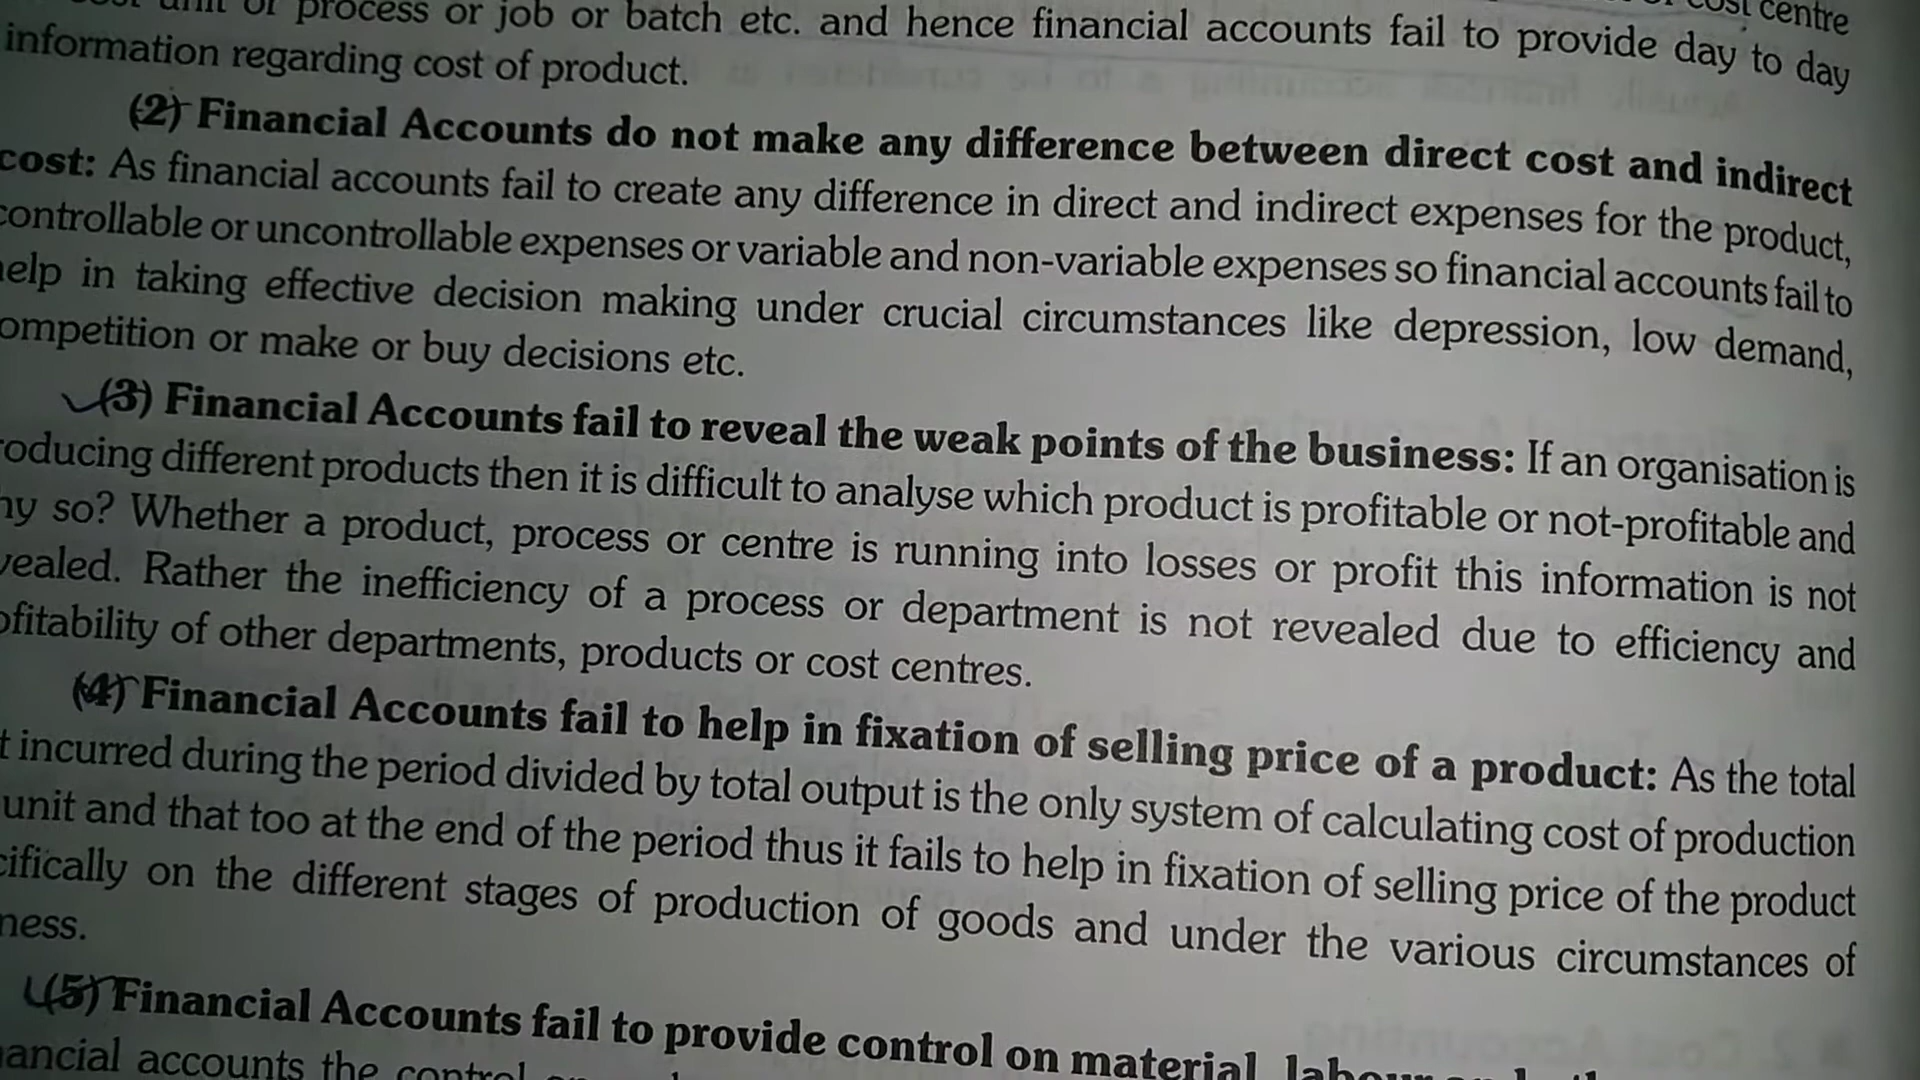 or process or job or batch etc. and hence financial accounts fail to provide day to day
information regarding cost of product.
(2) Financial Accounts do not make any difference between direct cost and indirect
cost: As financial accounts fail to create any difference in direct and indirect expenses for the product,
controllable or uncontrollable expenses or variable and non-variable expenses so financial accounts fail to
help in taking effective decision making under crucial circumstances like depression, low demand,
ompetition or make or buy decisions etc.
(3) Financial Accounts fail to reveal the weak points of the business: If an organisation is
roducing different products then it is difficult to analyse which product is profitable or not-profitable and
hy so? Whether a product, process or centre is running into losses or profit this information is not
vealed. Rather the inefficiency of a process or department is not revealed due to efficiency and
ofitability of other departments, products or cost centres.
(4) Financial Accounts fail to help in fixation of selling price of a product: As the total
t incurred during the period divided by total output is the only system of calculating cost of production
unit and that too at the end of the period thus it fails to help in fixation of selling price of the product
cifically on the different stages of production of goods and under the various circumstances of
ness.
(5) Financial Accounts fail to provide control on material, labour
ancial accounts the control